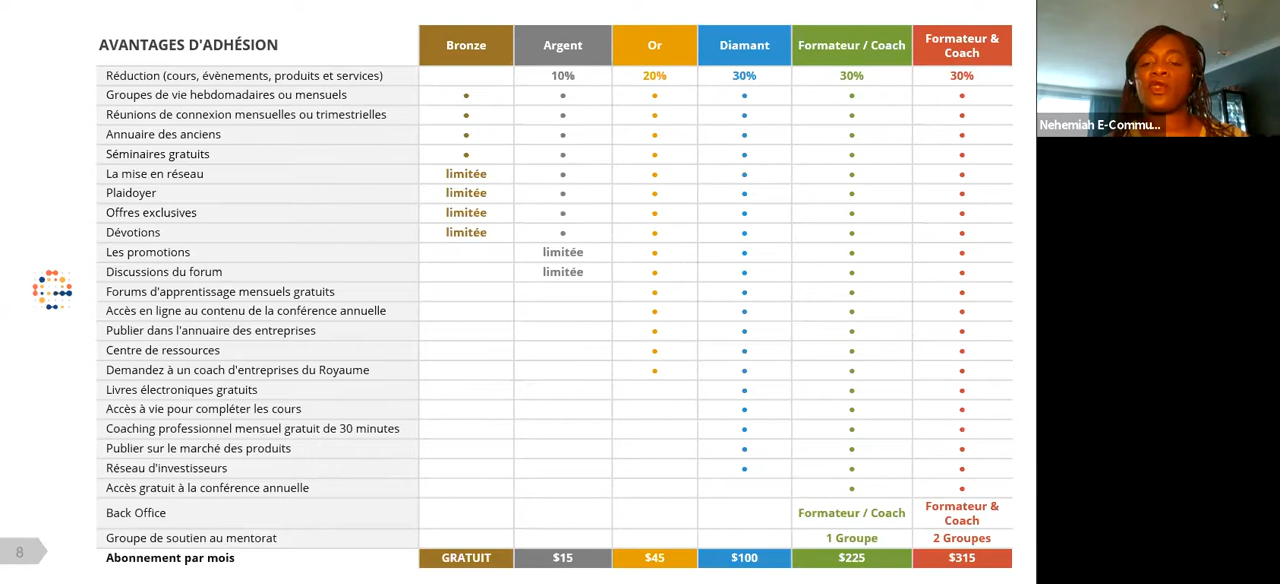 AVANTAGES D'ADHÉSION Bronze Argent Or Diamant Formateur / Coach Formateur & Coach
Réduction (cours, évènements, produits et services) 10% 20% 30% 30% 30%
Groupes de vie hebdomadaires ou mensuels • • • • • •
Réunions de connexion mensuelles ou trimestrielles • • • • • •
Annuaire des anciens • • • • • •
Séminaires gratuits • • • • • •
La mise en réseau limitée • • • • •
Plaidoyer limitée • • • • •
Offres exclusives limitée • • • • •
Dévotions limitée • • • • •
Les promotions limitée • • • •
Discussions du forum limitée • • • •
Forums d'apprentissage mensuels gratuits • • • •
Accès en ligne au contenu de la conférence annuelle • • • •
Publier dans l'annuaire des entreprises • • • •
Centre de ressources • • • •
Demandez à un coach d'entreprises du Royaume • • • •
Livres électroniques gratuits • • •
Accès à vie pour compléter les cours • • •
Coaching professionnel mensuel gratuit de 30 minutes • • •
Publier sur le marché des produits • • •
Réseau d'investisseurs • • •
Accès gratuit à la conférence annuelle • •
Back Office Formateur / Coach Formateur & Coach
Groupe de soutien au mentorat 1 Groupe 2 Groupes
Abonnement par mois GRATUIT $15 $45 $100 $225 $315
8
Nehemiah E-Commu...